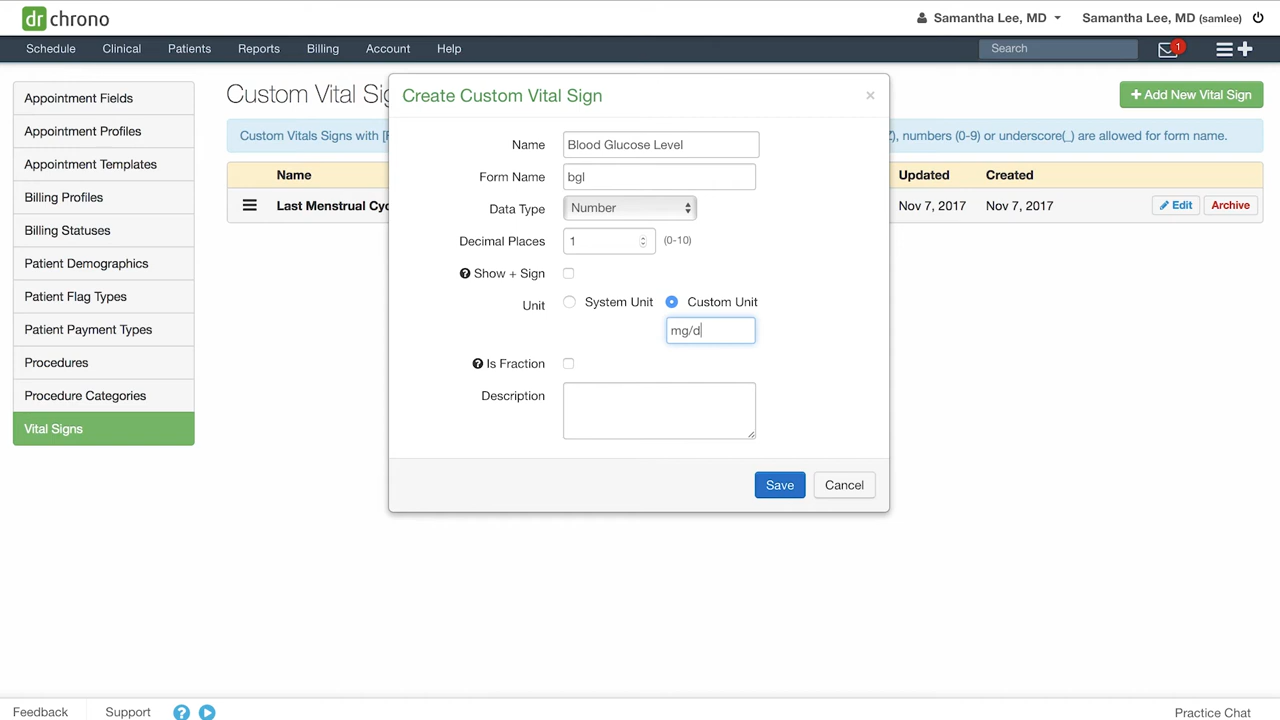 dr chrono
Samantha Lee, MD
Samantha Lee, MD (samlee)
Schedule Clinical Patients Reports Billing Account Help
Search
1
Appointment Fields
Appointment Profiles
Appointment Templates
Billing Profiles
Billing Statuses
Patient Demographics
Patient Flag Types
Patient Payment Types
Procedures
Procedure Categories
Vital Signs
Custom Vital Sig
+ Add New Vital Sign
Custom Vitals Signs with [
Z), numbers (0-9) or underscore(_) are allowed for form name.
Name Updated Created
Last Menstrual Cyc Nov 7, 2017 Nov 7, 2017 Edit Archive
Create Custom Vital Sign ×
Name Blood Glucose Level
Form Name bgl
Data Type Number
Decimal Places 1 (0-10)
? Show + Sign
Unit System Unit Custom Unit
mg/d
? Is Fraction
Description
Save Cancel
Feedback Support ?
Practice Chat